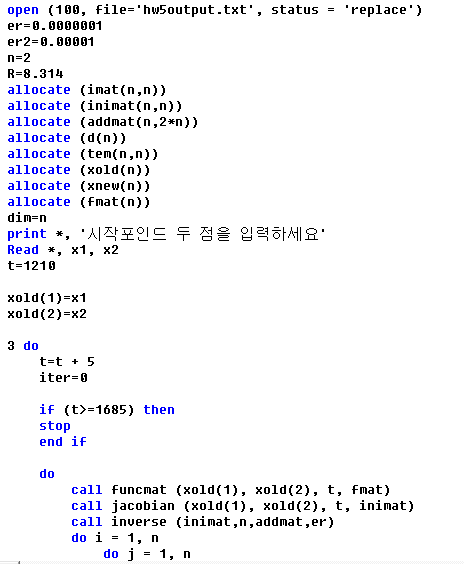 open (100, file='hw5output.txt', status = 'replace')
er=0.0000001
er2=0.00001
n=2
R=8.314
allocate (imat(n,n))
allocate (inimat(n,n))
allocate (addmat(n,2*n))
allocate (d(n))
allocate (tem(n,n))
allocate (xold(n))
allocate (xnew(n))
allocate (fmat(n))
dim=n
print *, '시작포인드 두 점을 입력하세요'
Read *, x1, x2
t=1210
xold(1)=x1
xold(2)=x2
3 do
t=t + 5
iter=0
if (t>=1685) then
stop
end if
do
call funcmat (xold(1), xold(2), t, fmat)
call jacobian (xold(1), xold(2), t, inimat)
call inverse (inimat,n,addmat,er)
do i = 1, n
do j = 1, n